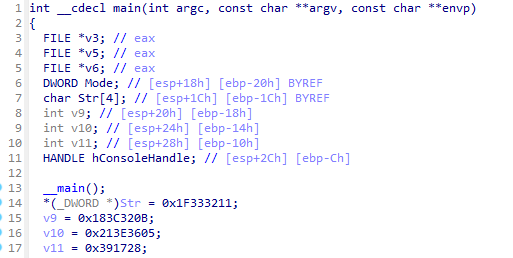 1 int __cdecl main(int argc, const char **argv, const char **envp)
2 {
3 FILE *v3; // eax
4 FILE *v5; // eax
5 FILE *v6; // eax
6 DWORD Mode; // [esp+18h] [ebp-20h] BYREF
7 char Str[4]; // [esp+1Ch] [ebp-1Ch] BYREF
8 int v9; // [esp+20h] [ebp-18h]
9 int v10; // [esp+24h] [ebp-14h]
10 int v11; // [esp+28h] [ebp-10h]
11 HANDLE hConsoleHandle; // [esp+2Ch] [ebp-Ch]
12
13 __main();
14 *(_DWORD *)Str = 0x1F333211;
15 v9 = 0x183C320B;
16 v10 = 0x213E3605;
17 v11 = 0x391728;